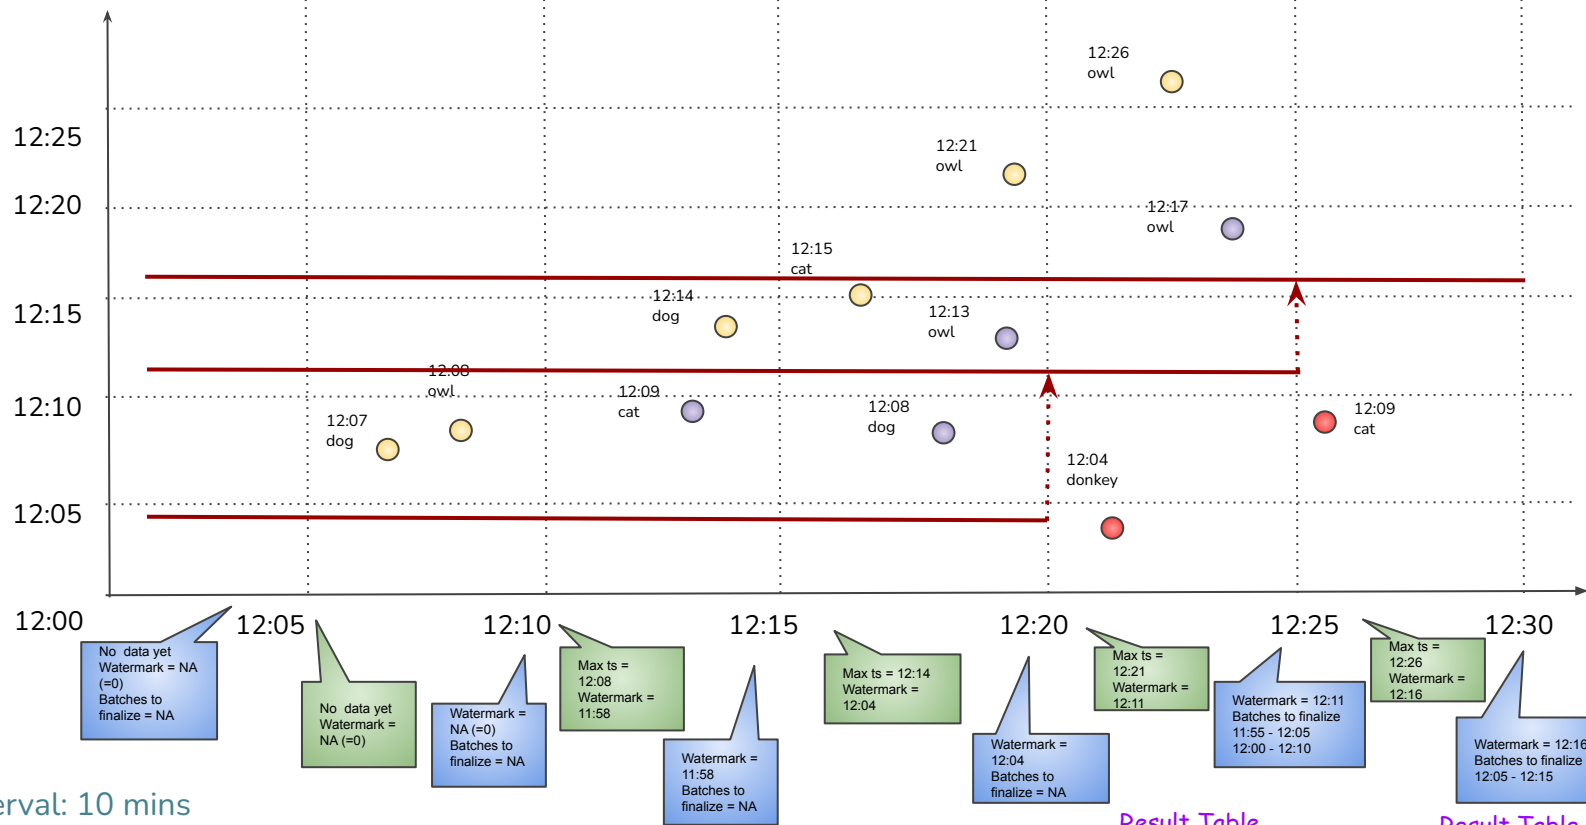 12:26
owl
12:25
12:21
owl
12:20
12:17
owl
12:15
cat
12:14
dog
12:15
12:13
owl
12:08
owl
12:10
12:09
cat
12:08
dog
12:09
cat
12:07
dog
12:04
donkey
12:05
12:00
12:05
12:10
12:15
12:20
12:25
12:30
No data yet
Watermark = NA
(=0)
Batches to
finalize = NA
No data yet
Watermark =
NA (=0)
Watermark =
NA (=0)
Batches to
finalize = NA
Max ts =
12:08
Watermark =
11:58
Watermark =
11:58
Batches to
finalize = NA
Max ts = 12:14
Watermark =
12:04
Watermark =
12:04
Batches to
finalize = NA
Max ts =
12:21
Watermark =
12:11
Watermark = 12:11
Batches to finalize
11:55 - 12:05
12:00 - 12:10
Max ts =
12:26
Watermark =
12:16
Watermark = 12:16
Batches to finalize
12:05 - 12:15
erval: 10 mins
Result Table
Result Table